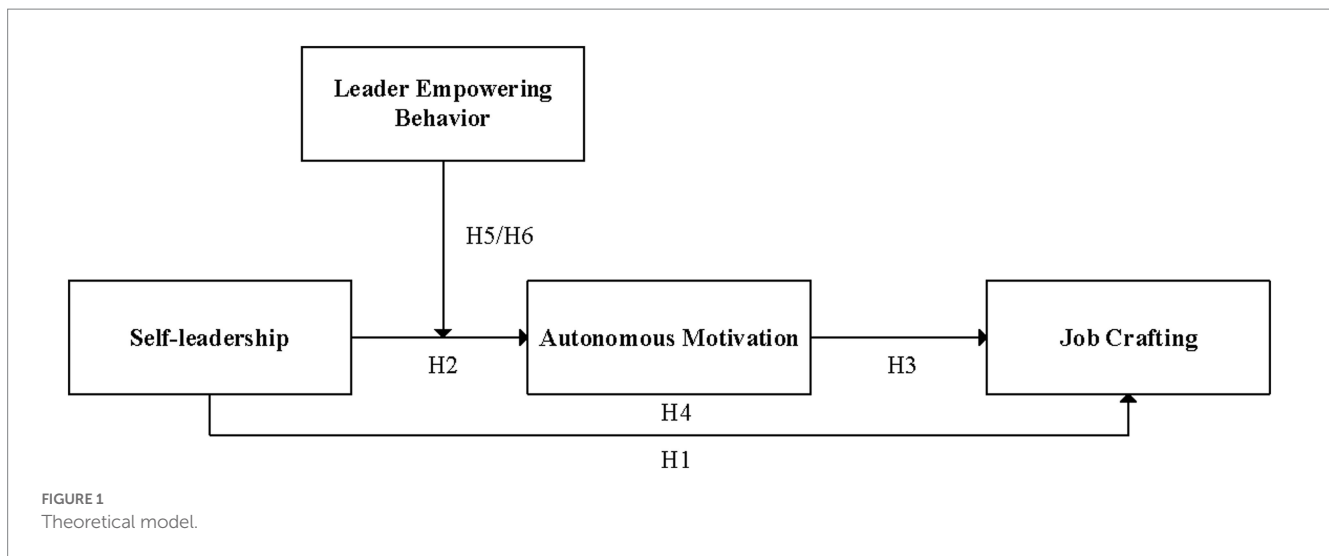 Leader Empowering
Behavior
H5/H6
Self-leadership
H2
Autonomous Motivation
H3
Job Crafting
H4
H1
FIGURE 1
Theoretical model.